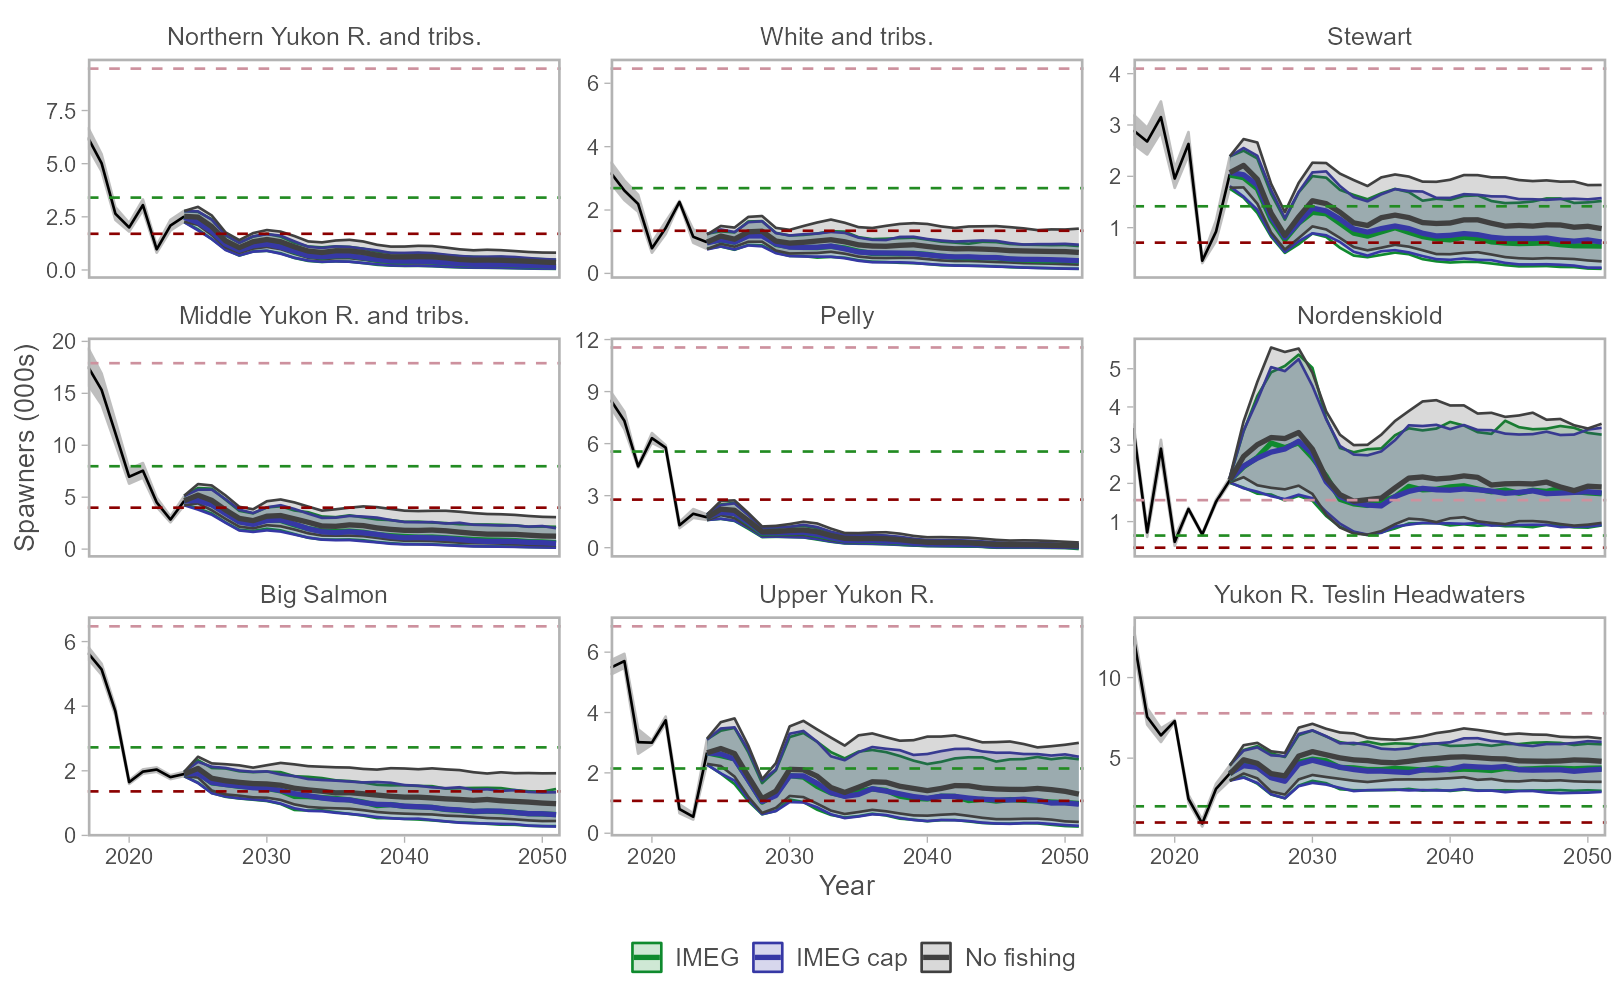 Northern Yukon R. and tribs.
White and tribs.
Stewart
7.5
5.0
2.5
0.0
6
4
2
0
4
3
2
1
Middle Yukon R. and tribs.
Pelly
Nordenskiold
20
15
10
5
0
12
9
6
3
0
5
4
3
2
1
Spawners (000s)
Big Salmon
Upper Yukon R.
Yukon R. Teslin Headwaters
6
4
2
0
6
4
2
0
10
5
2020 2030 2040 2050
2020 2030 2040 2050
2020 2030 2040 2050
Year
IMEG IMEG cap No fishing